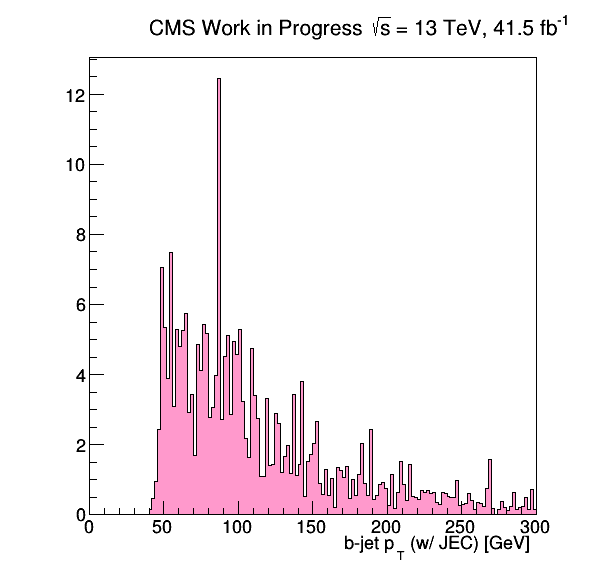 CMS Work in Progress √s = 13 TeV, 41.5 fb⁻¹
12
10
8
6
4
2
0
0 50 100 150 200 250 300
b-jet p_T (w/ JEC) [GeV]